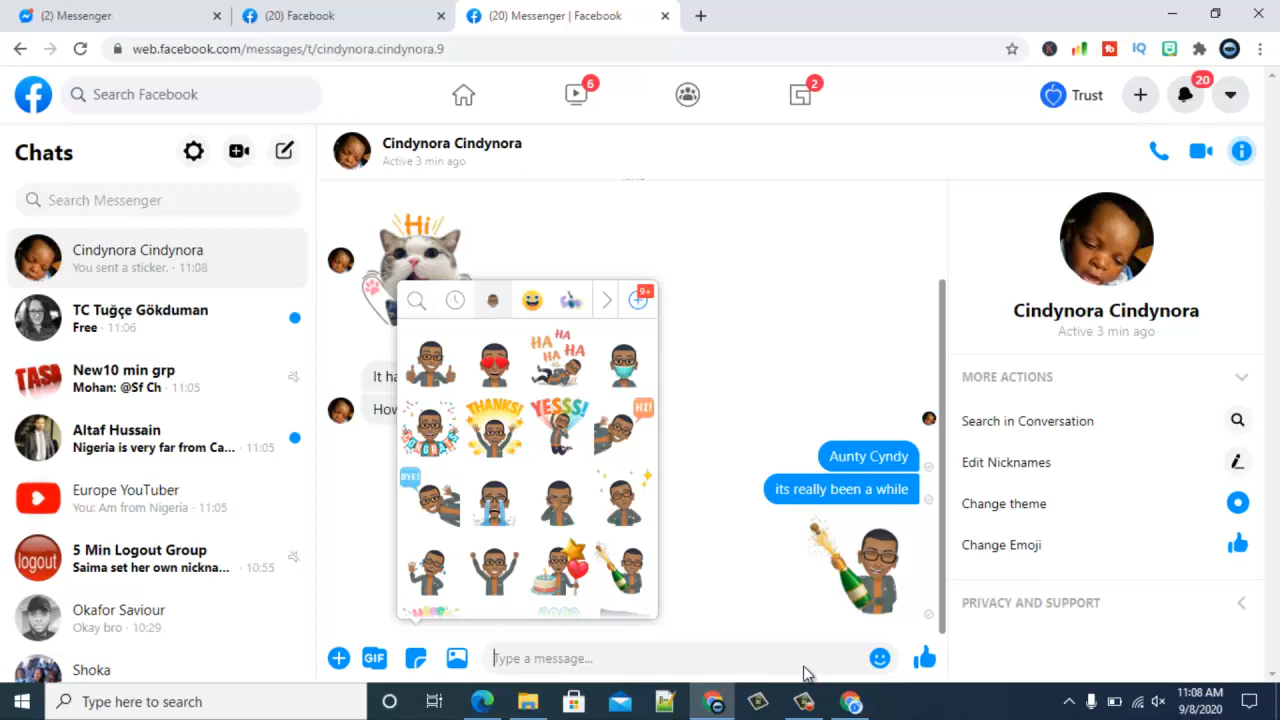 (2) Messenger
(20) Facebook
(20) Messenger | Facebook
web.facebook.com/messages/t/cindynora.cindynora.9
Search Facebook
6
2
Trust
20
Chats
Search Messenger
Cindynora Cindynora
You sent a sticker. · 11:08
TC Tuğçe Gökduman
Free · 11:06
New10 min grp
Mohan: @Sf Ch · 11:05
Altaf Hussain
Nigeria is very far from Ca... · 11:05
Europe YouTuber
You: Am from Nigeria · 11:05
5 Min Logout Group
Saima set her own nickna... · 10:55
Okafor Saviour
Okay bro · 10:29
Shoka
TASB
logout
Cindynora Cindynora
Active 3 min ago
Hi
It ha
How
9+
HA HA HA HA
CONGRATS
THANKS!
YESSS!
HI!
BYE!
Aunty Cyndy
its really been a while
GIF
Type a message...
Cindynora Cindynora
Active 3 min ago
MORE ACTIONS
Search in Conversation
Edit Nicknames
Change theme
Change Emoji
PRIVACY AND SUPPORT
Type here to search
11:08 AM
9/8/2020